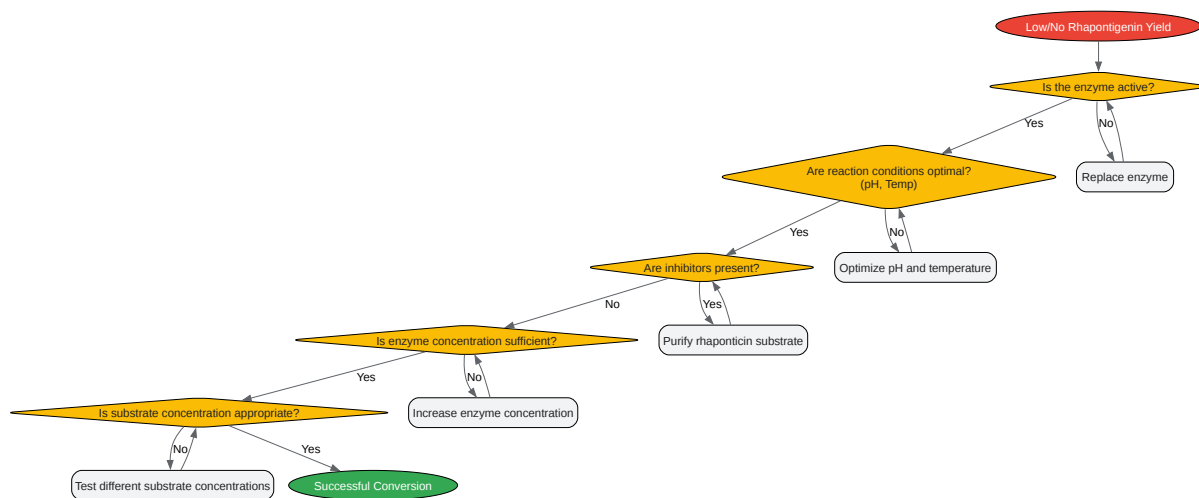 Low/No Rhapontigenin Yield
Is the enzyme active?
Yes
No
Are reaction conditions optimal?
(pH, Temp)
Replace enzyme
Yes
No
Are inhibitors present?
Optimize pH and temperature
No
Yes
Is enzyme concentration sufficient?
Purify rhaponticin substrate
Yes
No
Is substrate concentration appropriate?
Increase enzyme concentration
No
Yes
Test different substrate concentrations
Successful Conversion